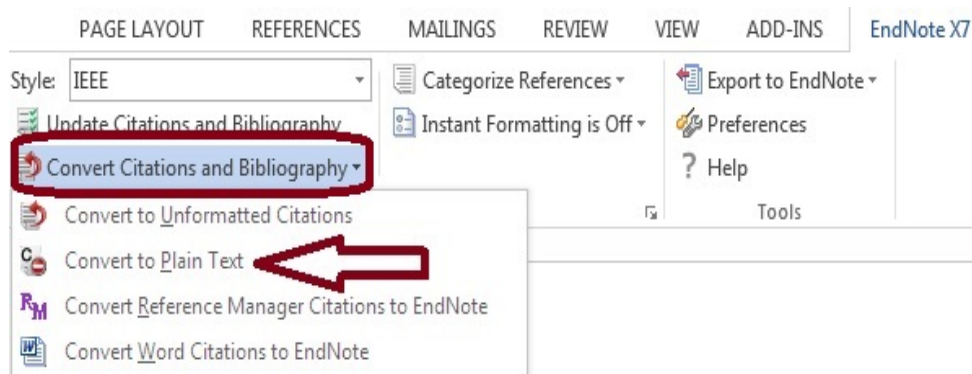 PAGE LAYOUT REFERENCES MAILINGS REVIEW VIEW ADD-INS EndNote X7
Style: IEEE Categorize References Export to EndNote
Update Citations and Bibliography Instant Formatting is Off Preferences
Convert Citations and Bibliography ? Help
Convert to Unformatted Citations Tools
Convert to Plain Text
Convert Reference Manager Citations to EndNote
Convert Word Citations to EndNote